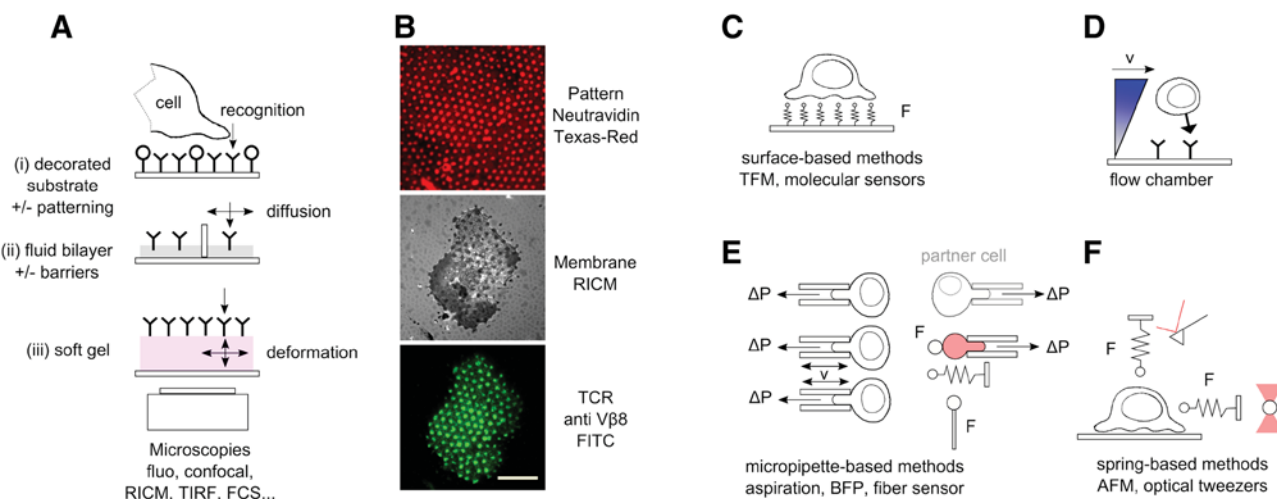 A
cell
recognition
(i) decorated
substrate
+/- patterning
diffusion
(ii) fluid bilayer
+/- barriers
(iii) soft gel
deformation
Microscopies
fluo, confocal,
RICM, TIRF, FCS...
B
Pattern
Neutravidin
Texas-Red
Membrane
RICM
TCR
anti Vβ8
FITC
C
F
surface-based methods
TFM, molecular sensors
D
v
flow chamber
E
partner cell
ΔP
ΔP
ΔP
F
ΔP
v
ΔP
F
micropipette-based methods
aspiration, BFP, fiber sensor
F
F
F
spring-based methods
AFM, optical tweezers